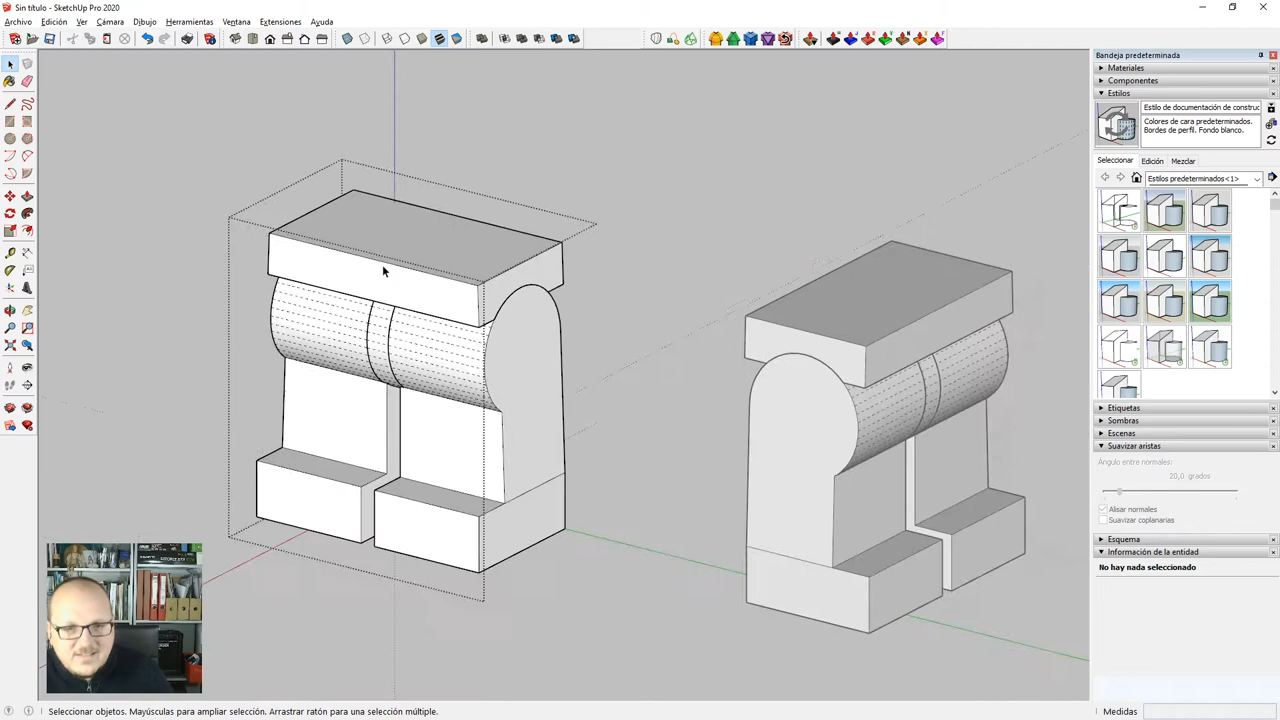 Sin título - SketchUp Pro 2020
Archivo Edición Ver Cámara Dibujo Herramientas Ventana Extensiones Ayuda
Bandeja predeterminada
Materiales
Componentes
Estilos
Estilo de documentación de construc
Colores de cara predeterminados.
Bordes de perfil. Fondo blanco.
Seleccionar Edición Mezclar
Estilos predeterminados<1>
Etiquetas
Sombras
Escenas
Suavizar aristas
Ángulo entre normales:
20,0 grados
Alisar normales
Suavizar coplanarias
Esquema
Información de la entidad
No hay nada seleccionado
Seleccionar objetos. Mayúsculas para ampliar selección. Arrastrar ratón para una selección múltiple.
Medidas